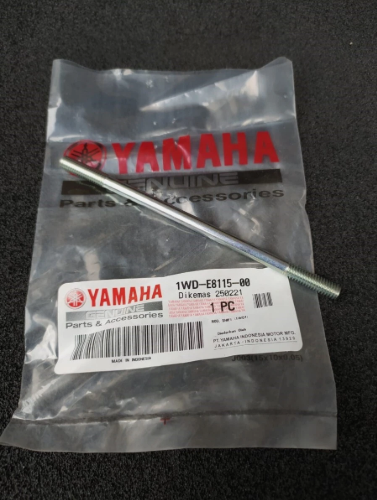 YAMAHA
GENUINE
Parts & Accessories
1WD-E8115-00
Dikemas 250221
YAMAHA
GENUINE
Parts & Accessories
1 PC
MADE IN INDONESIA
PT. YAMAHA INDONESIA MOTOR MFG.
JAKARTA - INDONESIA 13920